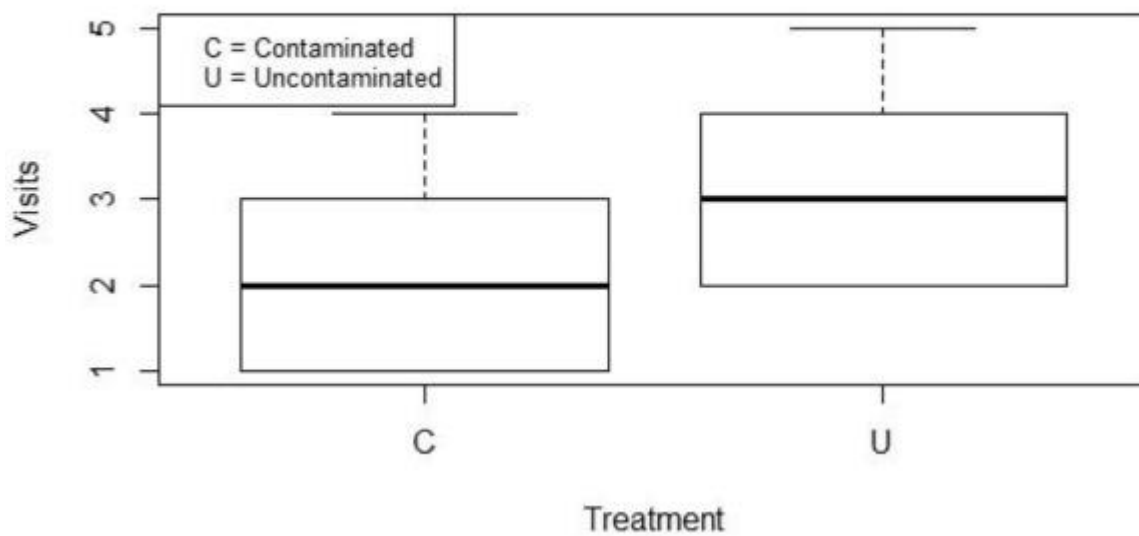 C = Contaminated
U = Uncontaminated
5
4
3
2
1
Visits
C
U
Treatment